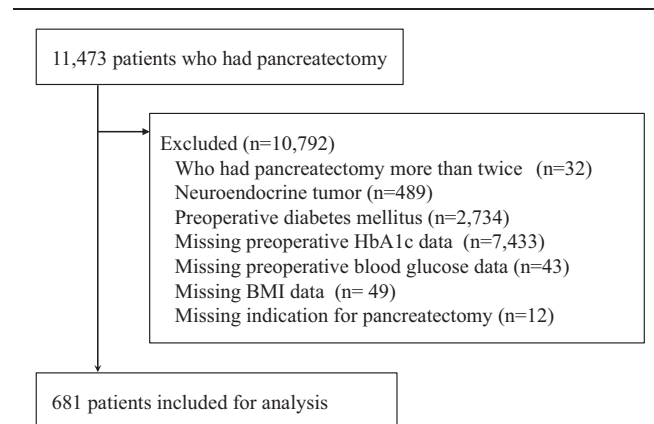 11,473 patients who had pancreatectomy
Excluded (n=10,792)
Who had pancreatectomy more than twice (n=32)
Neuroendocrine tumor (n=489)
Preoperative diabetes mellitus (n=2,734)
Missing preoperative HbA1c data (n=7,433)
Missing preoperative blood glucose data (n=43)
Missing BMI data (n= 49)
Missing indication for pancreatectomy (n=12)
681 patients included for analysis